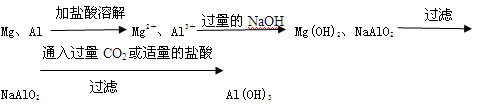 加盐酸溶解 过量的 NaOH 过滤
Mg、Al Mg²⁺、Al³⁺ Mg(OH)₂、NaAlO₂
通入过量 CO₂或适量的盐酸
NaAlO₂ 过滤 Al(OH)₃